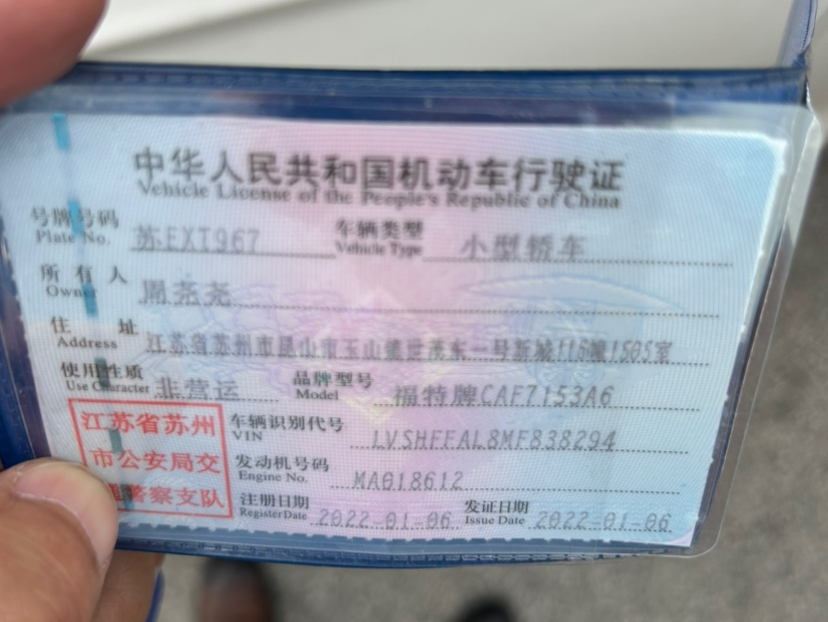 中华人民共和国机动车行驶证
Vehicle License of the People's Republic of China
号牌号码 苏EXT967 车辆类型 小型轿车
Plate No. Vehicle Type
所有人 周尧尧
Owner
住址 江苏省苏州市昆山市玉山镇世茂东一号新城116幢1505室
Address
使用性质 非营运 品牌型号 福特牌CAF7153A6
Use Character Model
江苏省苏州 车辆识别代号 LVSHFFAL8MF838294
VIN
市公安局交 发动机号码 MA018612
Engine No.
警察支队 注册日期 2022-01-06 发证日期 2022-01-06
Register Date Issue Date